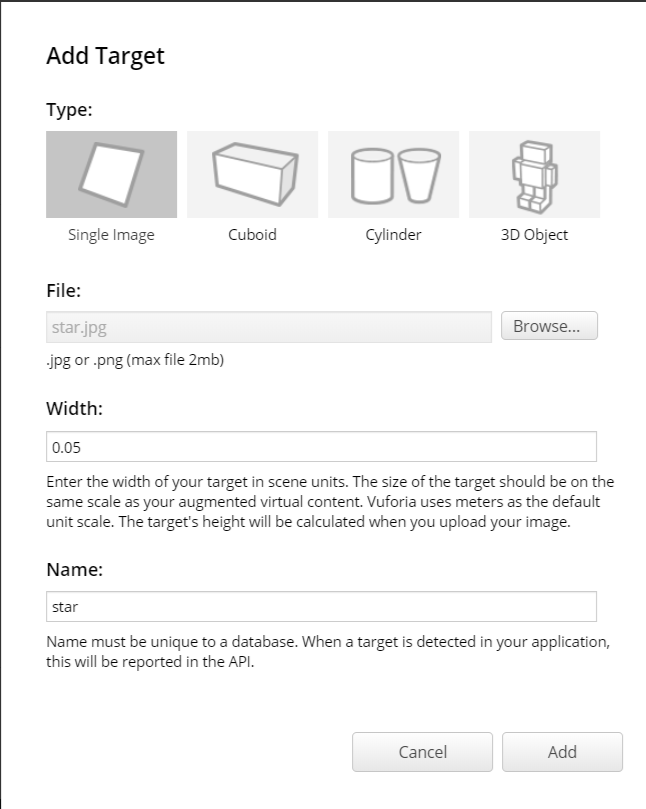 Add Target
Type:
Single Image
Cuboid
Cylinder
3D Object
File:
star.jpg
Browse...
.jpg or .png (max file 2mb)
Width:
0.05
Enter the width of your target in scene units. The size of the target should be on the
same scale as your augmented virtual content. Vuforia uses meters as the default
unit scale. The target's height will be calculated when you upload your image.
Name:
star
Name must be unique to a database. When a target is detected in your application,
this will be reported in the API.
Cancel
Add